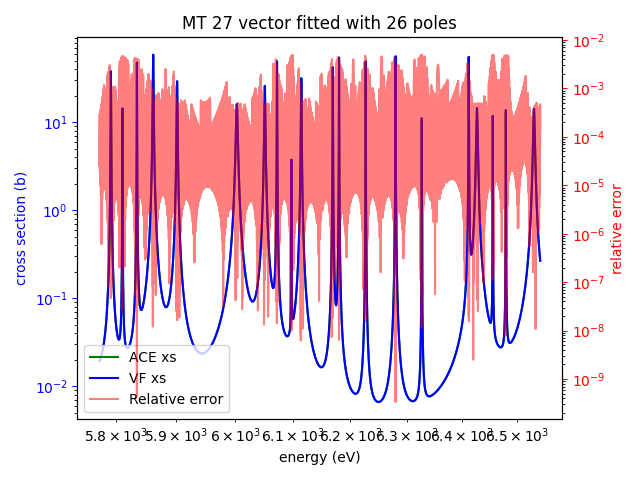 MT 27 vector fitted with 26 poles
cross section (b)
10¹
10⁰
10⁻¹
10⁻²
10⁻²
10⁻³
10⁻⁴
10⁻⁵
10⁻⁶
10⁻⁷
10⁻⁸
10⁻⁹
relative error
ACE xs
VF xs
Relative error
5.8 × 10³ 5.9 × 10³ 6 × 10³ 6.1 × 10³ 6.2 × 10³ 6.3 × 10³ 6.4 × 10³ 6.5 × 10³
energy (eV)